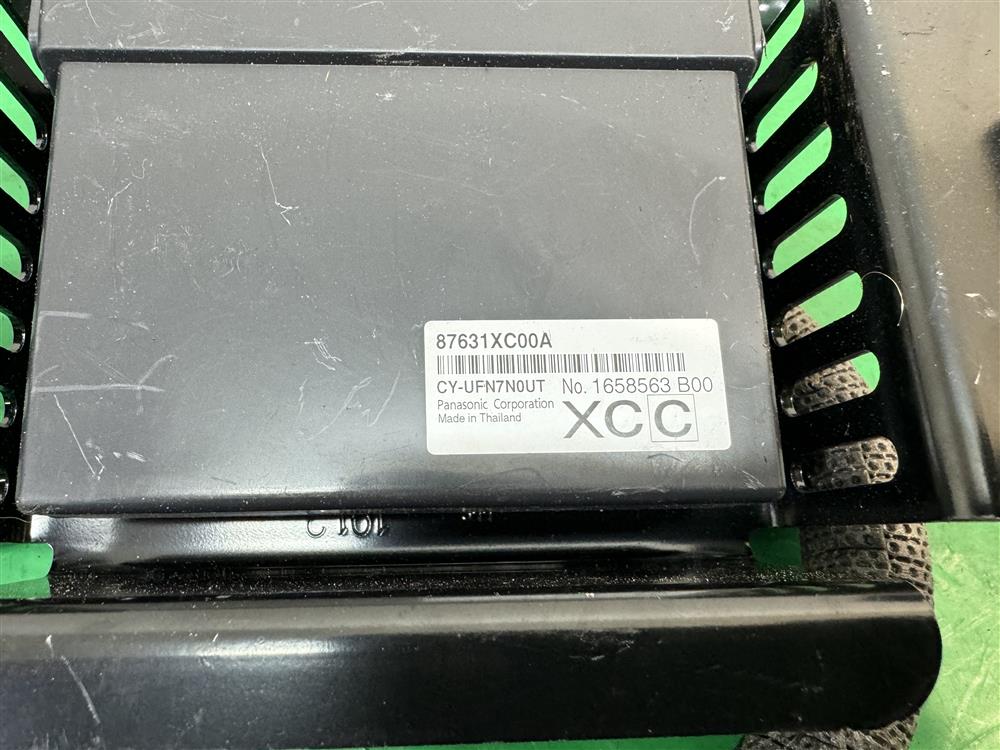 87631XC00A
CY-UFN7N0UT No. 1658563 B00
Panasonic Corporation
Made in Thailand
XCC